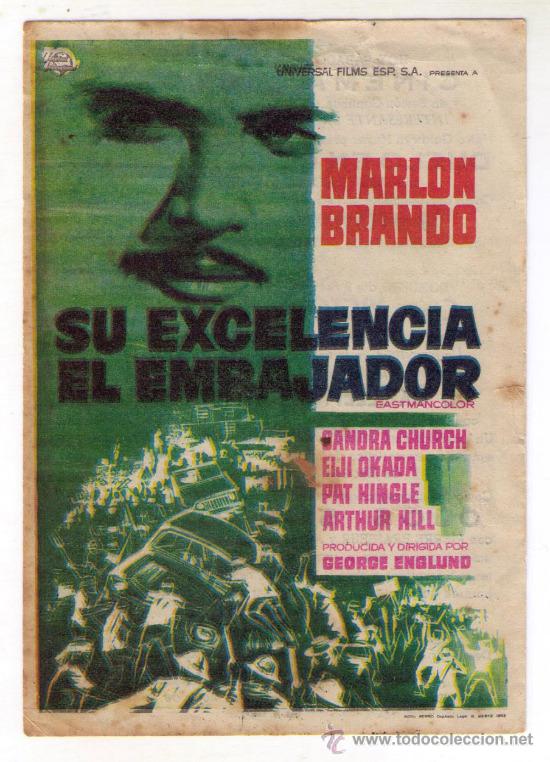 UNIVERSAL FILMS ESP. S.A. PRESENTA A
MARLON
BRANDO
SU EXCELENCIA
EL EMBAJADOR
EASTMANCOLOR
SANDRA CHURCH
EIJI OKADA
PAT HINGLE
ARTHUR HILL
PRODUCIDA Y DIRIGIDA POR
GEORGE ENGLUND
www.todocoleccion.net